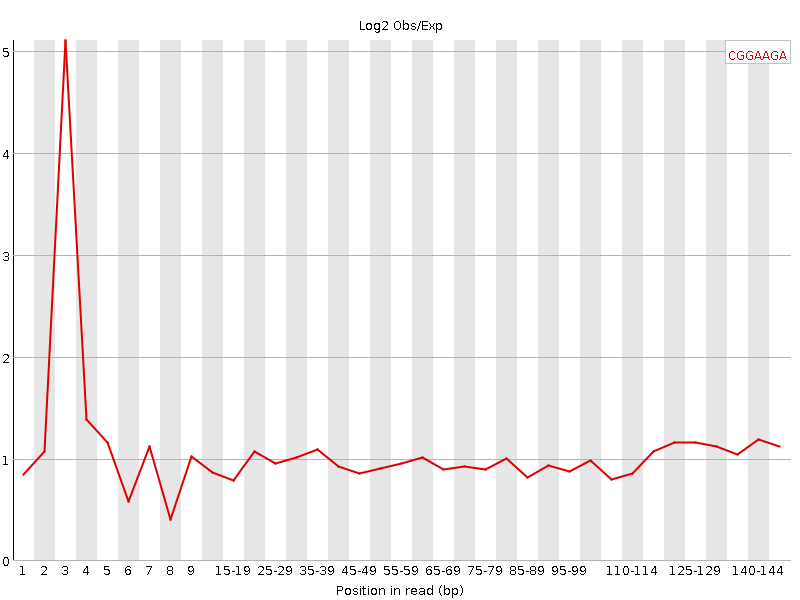 Log2 Obs/Exp
CGGAAGA
5
4
3
2
1
0
1 2 3 4 5 6 7 8 9 15-19 25-29 35-39 45-49 55-59 65-69 75-79 85-89 95-99 110-114 125-129 140-144
Position in read (bp)